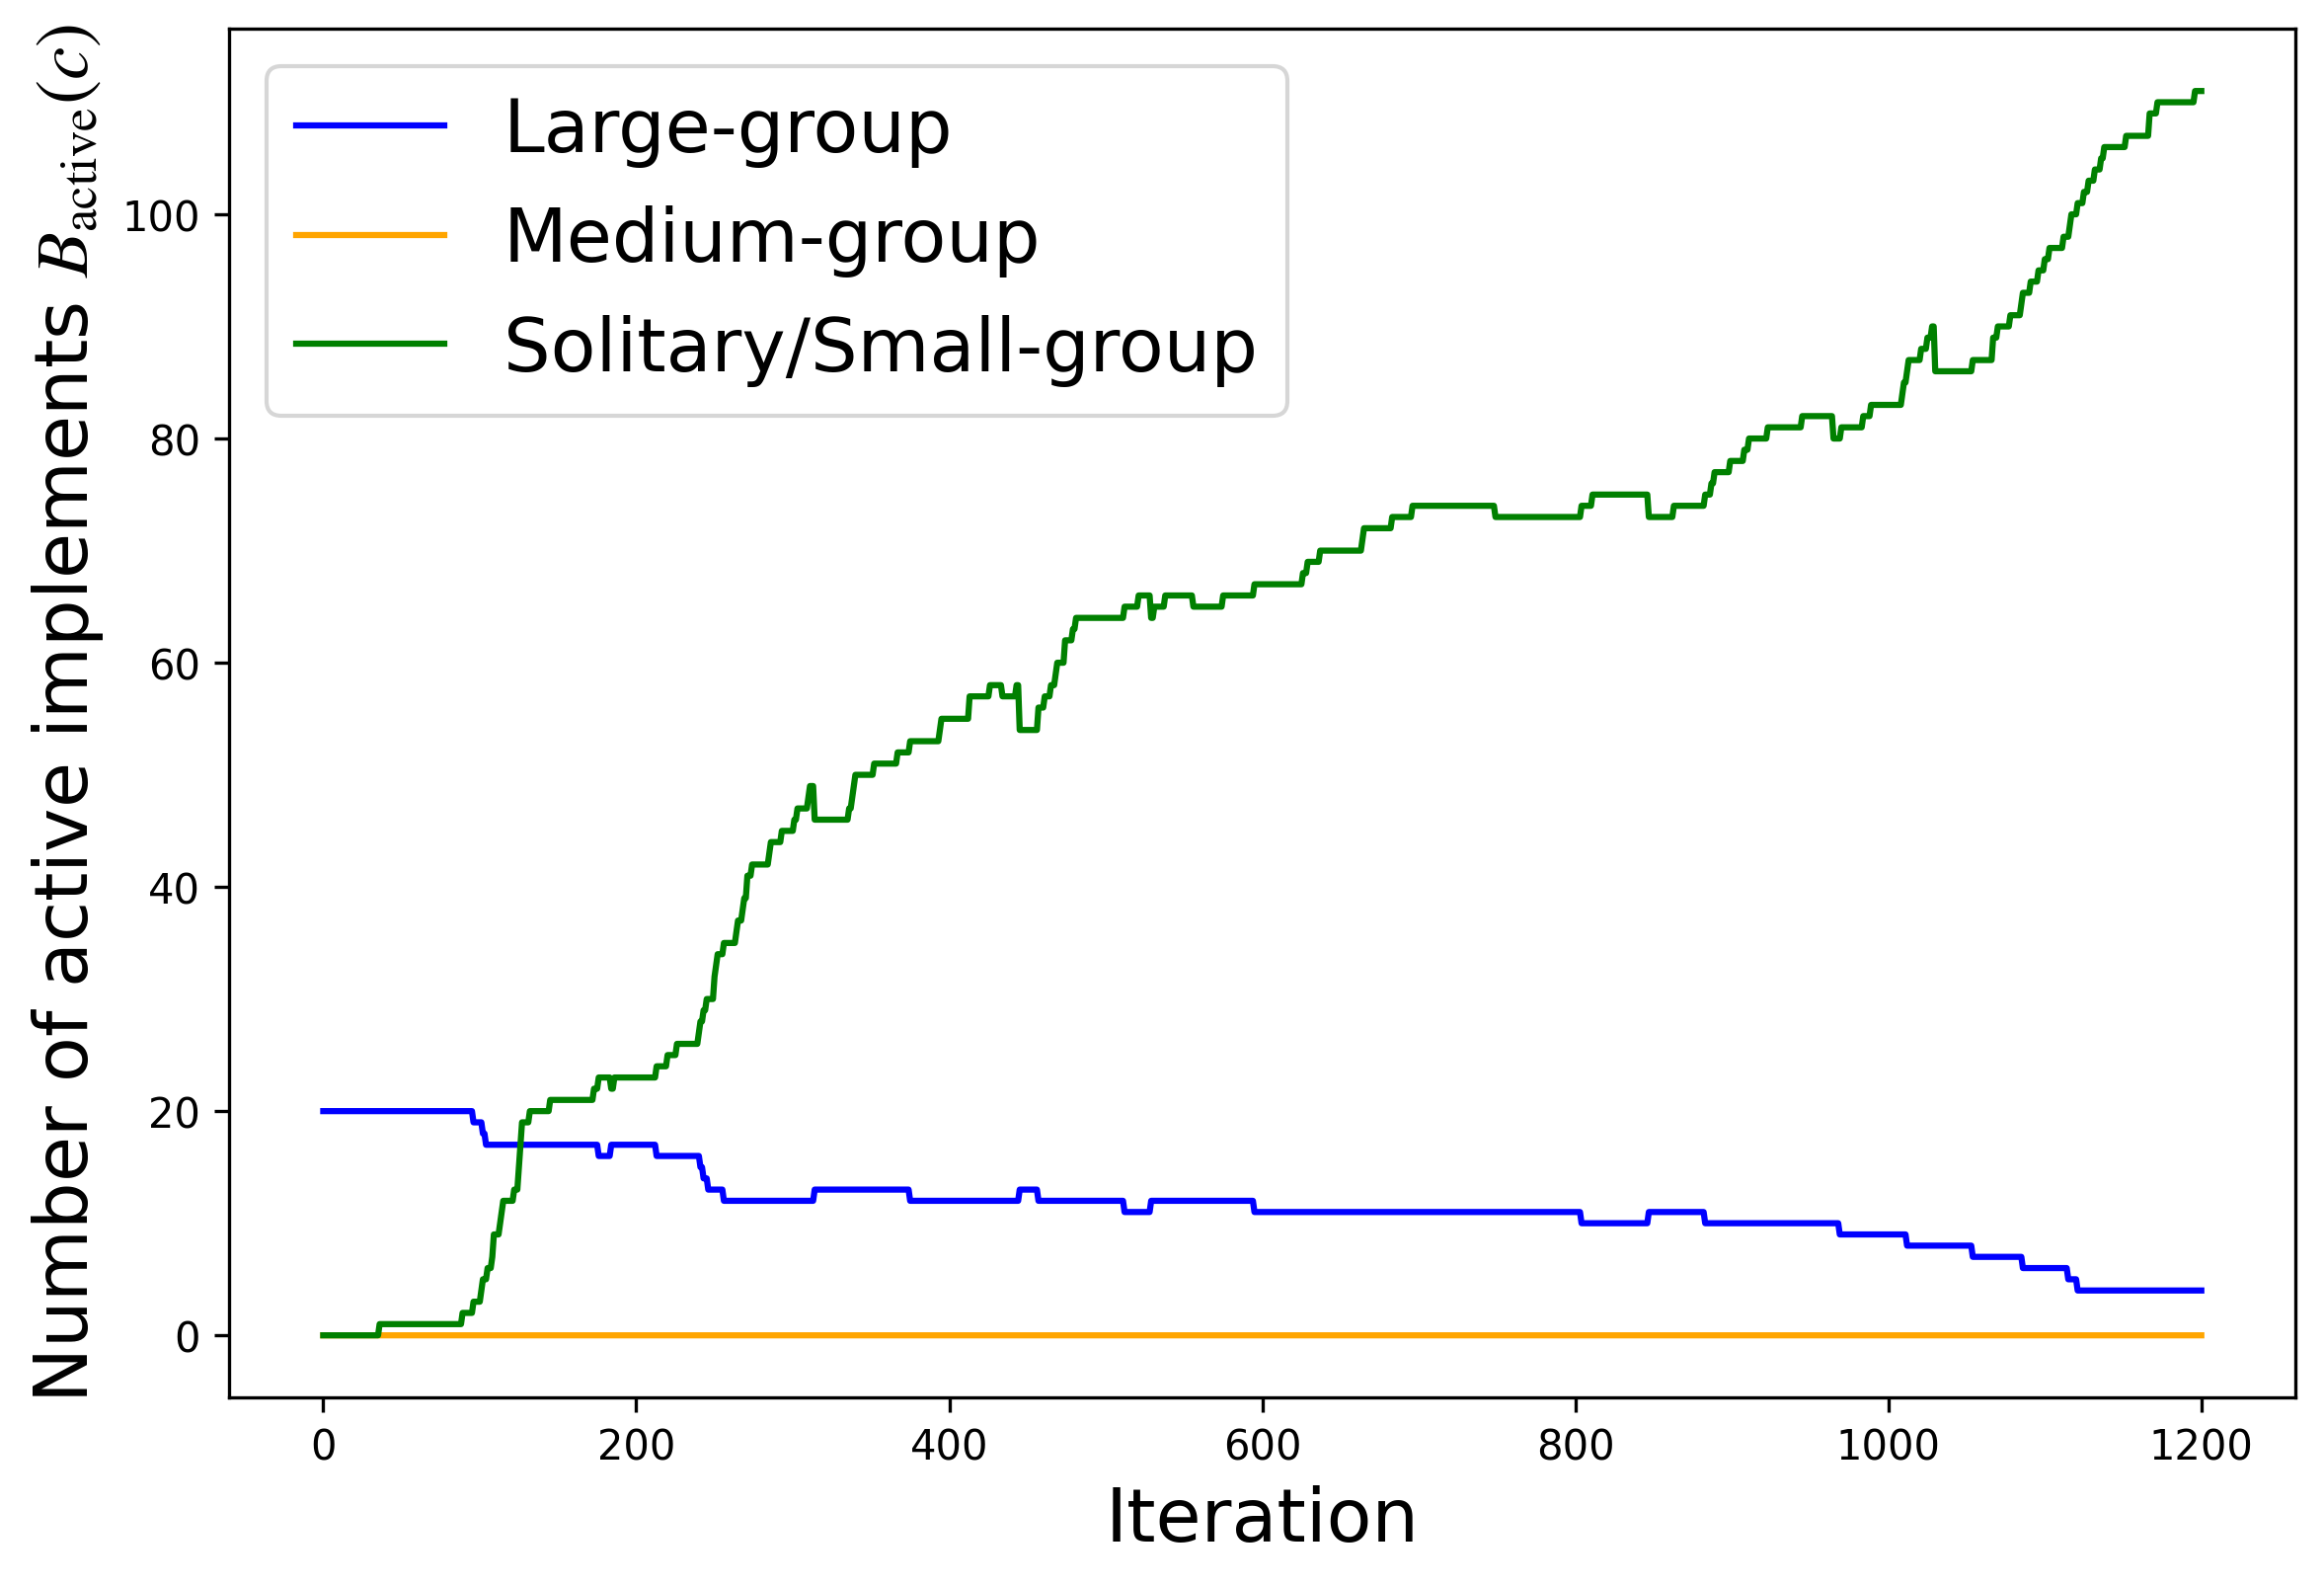 Number of active implements B_active(c)
Large-group
Medium-group
Solitary/Small-group
100
80
60
40
20
0
0 200 400 600 800 1000 1200
Iteration